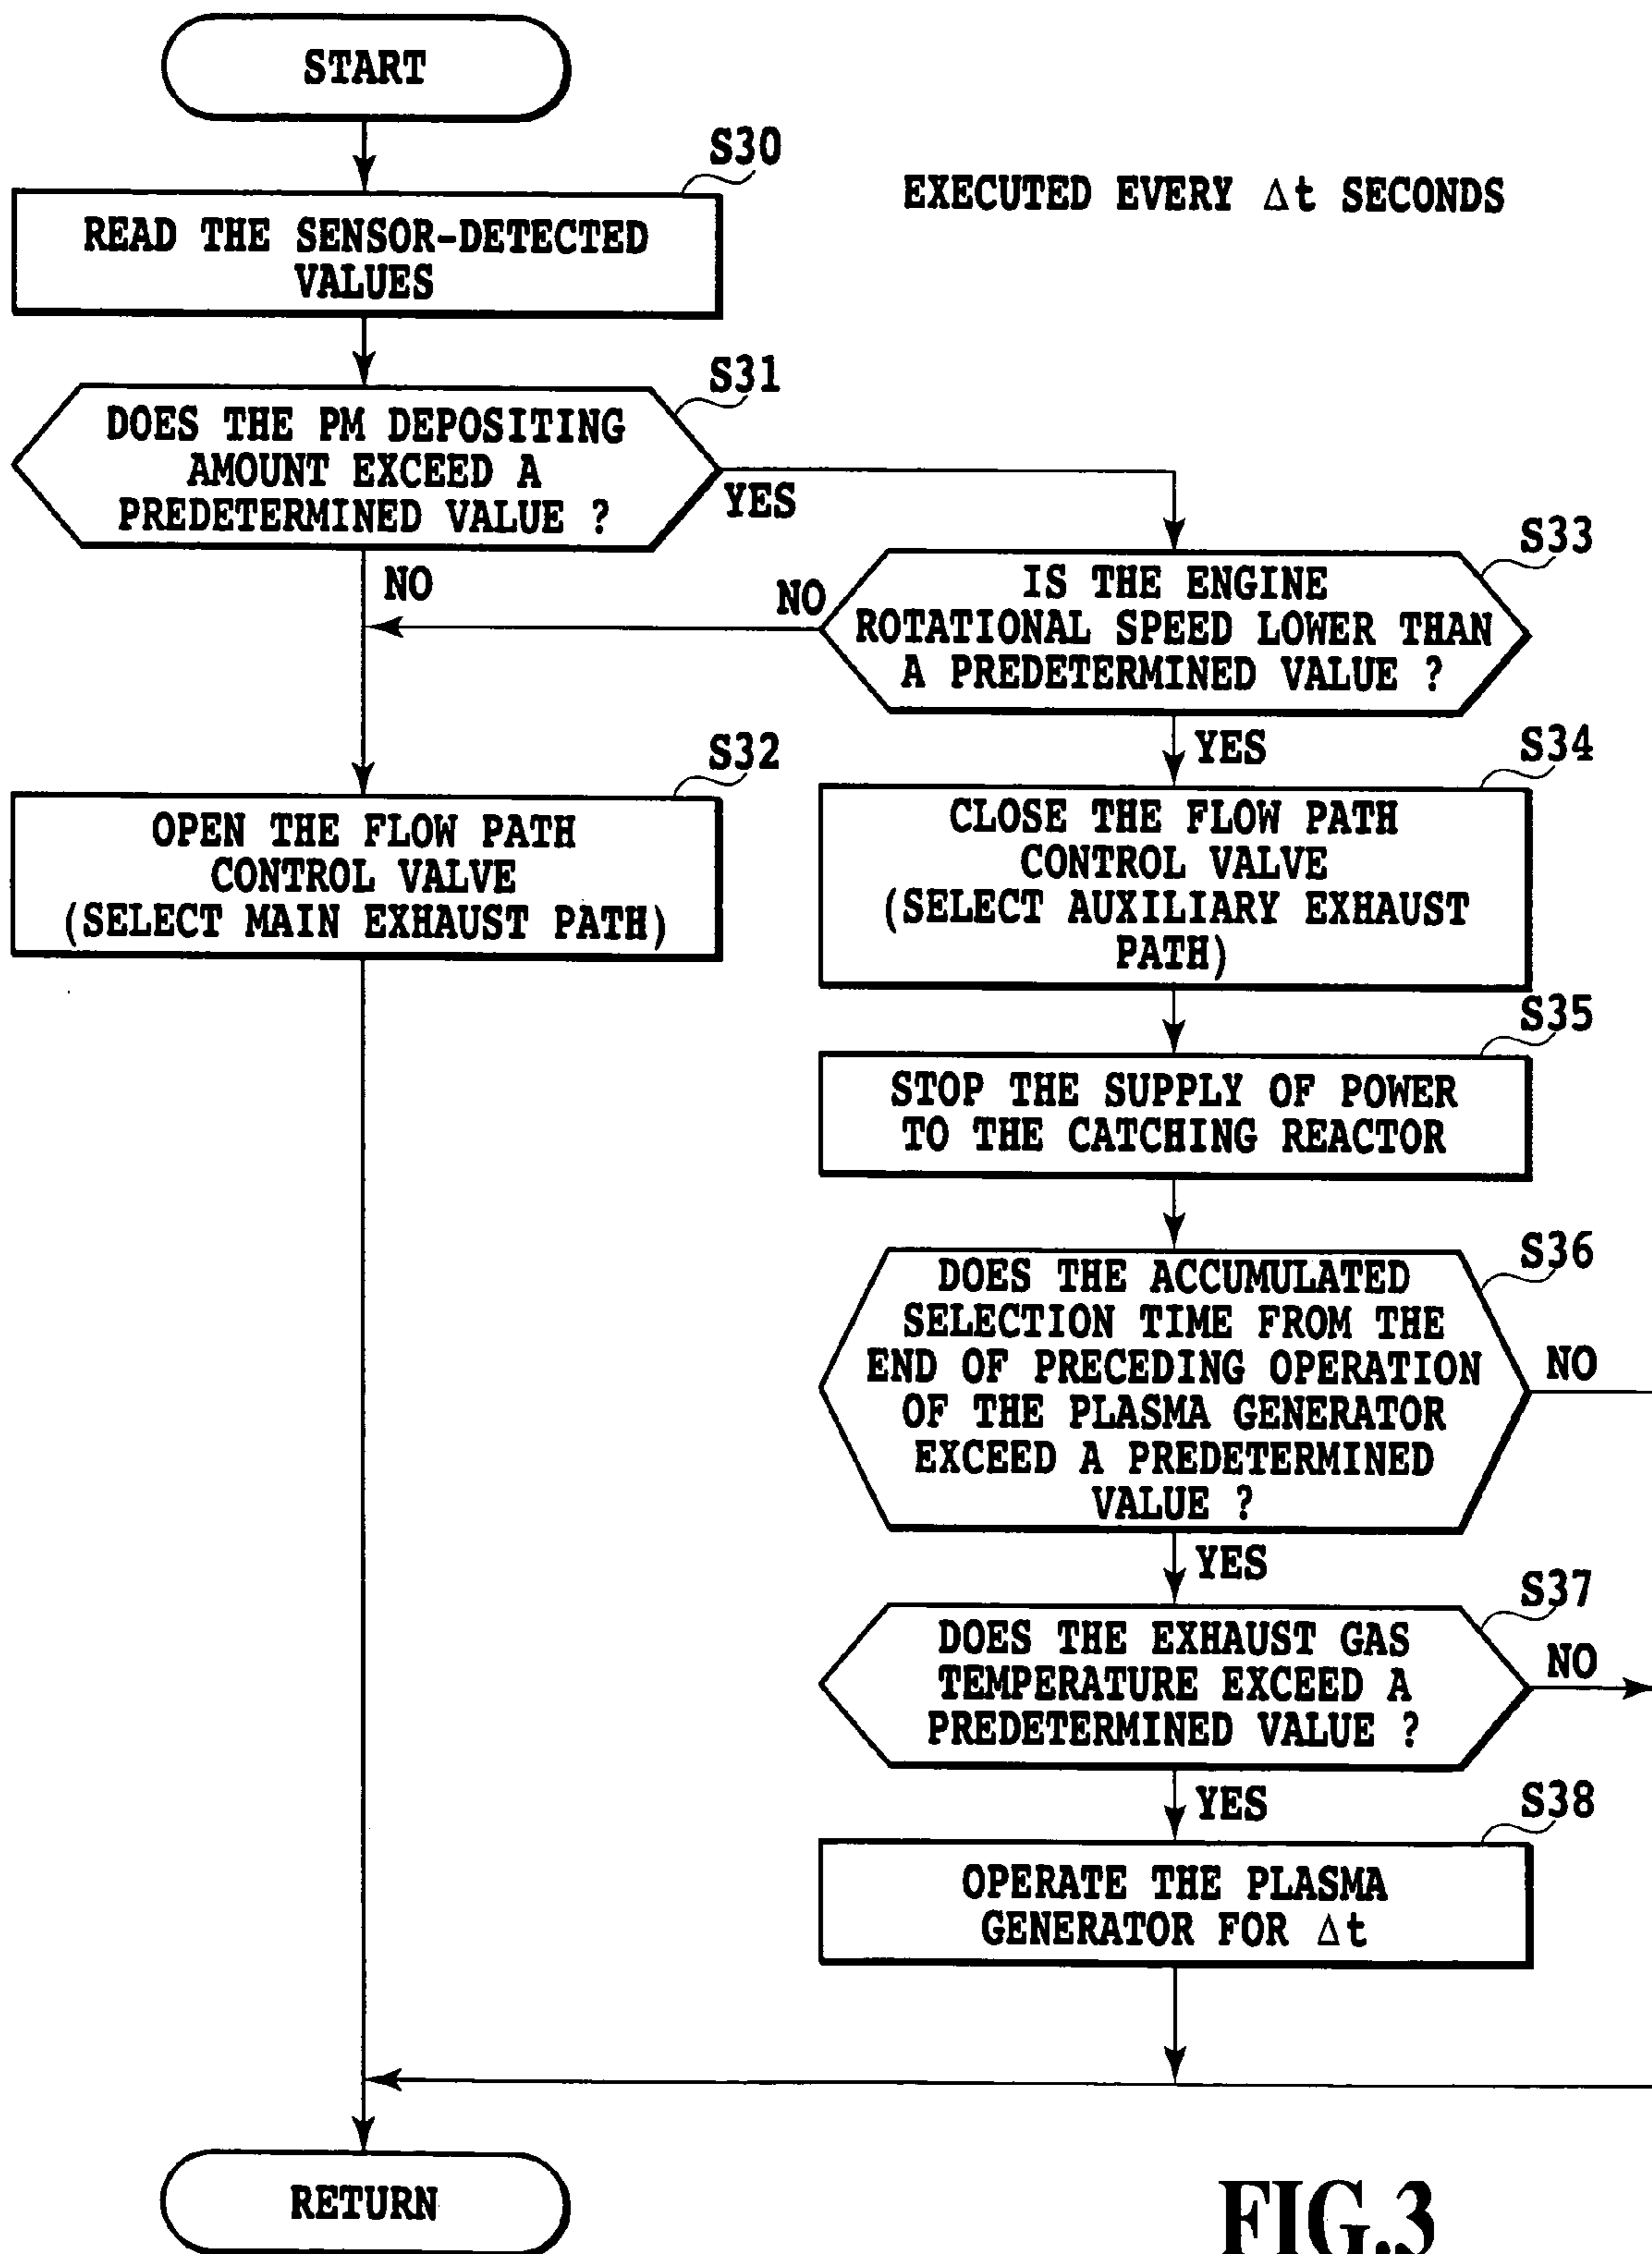 START
S30
EXECUTED EVERY Δt SECONDS
READ THE SENSOR-DETECTED
VALUES
S31
DOES THE PM DEPOSITING
AMOUNT EXCEED A
PREDETERMINED VALUE ?
YES
NO
S33
NO
IS THE ENGINE
ROTATIONAL SPEED LOWER THAN
A PREDETERMINED VALUE ?
YES
S32
OPEN THE FLOW PATH
CONTROL VALVE
(SELECT MAIN EXHAUST PATH)
S34
CLOSE THE FLOW PATH
CONTROL VALVE
(SELECT AUXILIARY EXHAUST
PATH)
S35
STOP THE SUPPLY OF POWER
TO THE CATCHING REACTOR
S36
DOES THE ACCUMULATED
SELECTION TIME FROM THE
END OF PRECEDING OPERATION
OF THE PLASMA GENERATOR
EXCEED A PREDETERMINED
VALUE ?
NO
YES
S37
DOES THE EXHAUST GAS
TEMPERATURE EXCEED A
PREDETERMINED VALUE ?
NO
YES
S38
OPERATE THE PLASMA
GENERATOR FOR Δt
RETURN
FIG.3